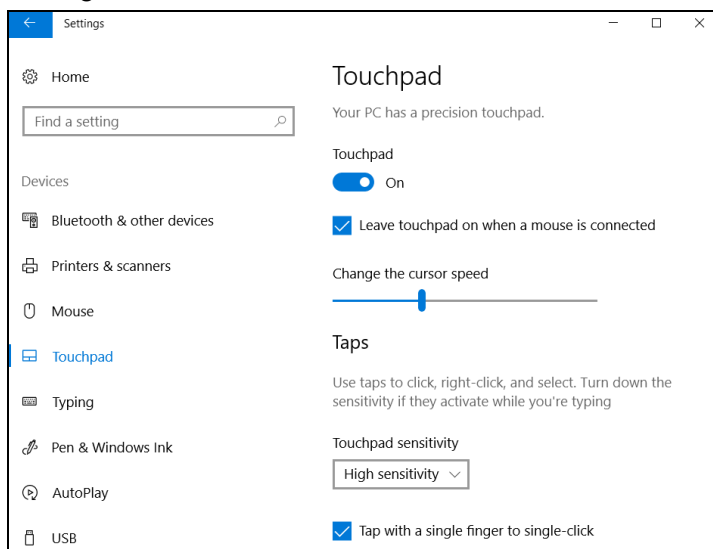 Settings
Home
Find a setting
Devices
Bluetooth & other devices
Printers & scanners
Mouse
Touchpad
Typing
Pen & Windows Ink
AutoPlay
USB
Touchpad
Your PC has a precision touchpad.
Touchpad
On
Leave touchpad on when a mouse is connected
Change the cursor speed
Taps
Use taps to click, right-click, and select. Turn down the
sensitivity if they activate while you're typing
Touchpad sensitivity
High sensitivity
Tap with a single finger to single-click